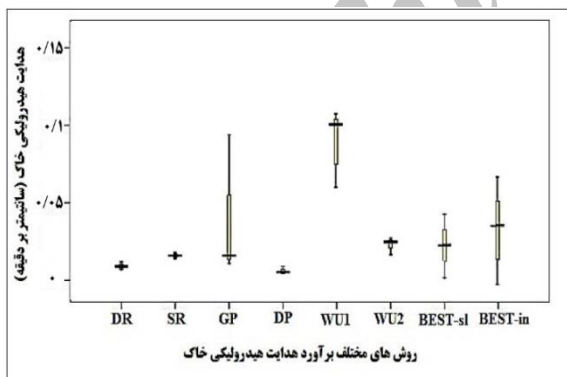 هدایت هیدرولیکی خاک (سانتیمتر بر دقیقه)
۰/۱۵
۰/۱
۰/۰۵
۰
DR SR GP DP WU1 WU2 BEST-sl BEST-in
روش های مختلف برآورد هدایت هیدرولیکی خاک